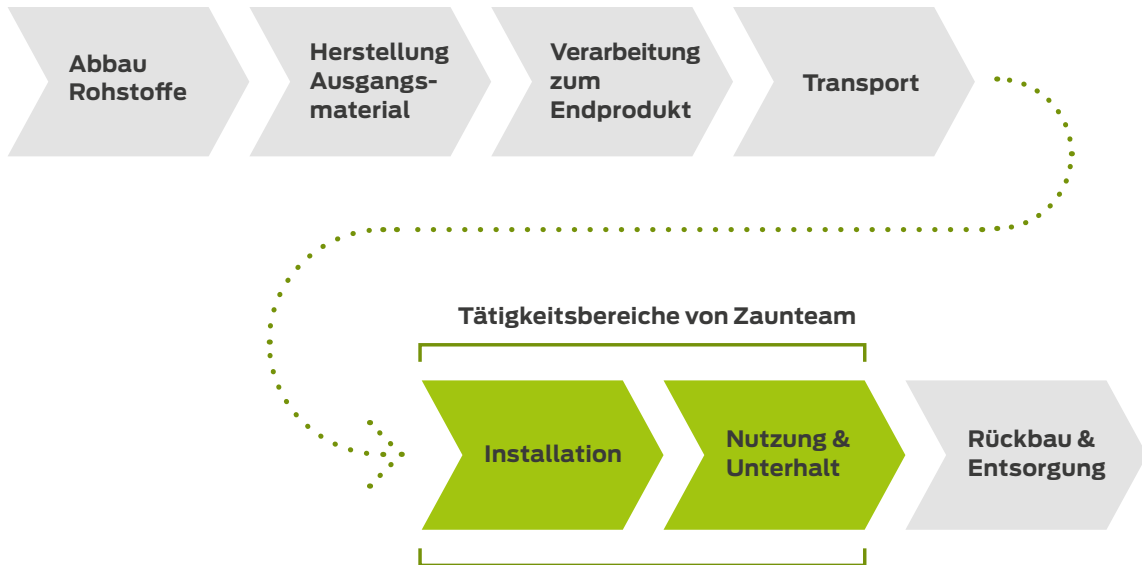 Abbau
Rohstoffe
Herstellung
Ausgangs-
material
Verarbeitung
zum
Endprodukt
Transport
Tätigkeitsbereiche von Zaunteam
Installation
Nutzung &
Unterhalt
Rückbau &
Entsorgung